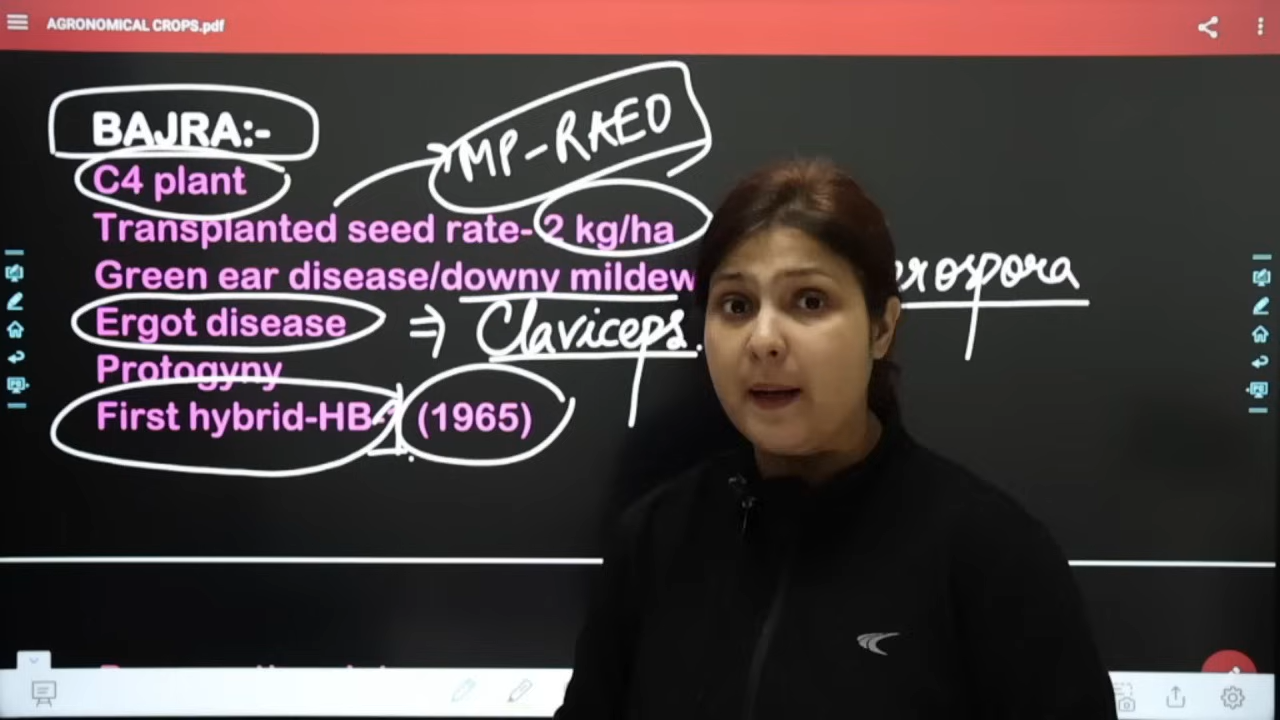 AGRONOMICAL CROPS.pdf
BAJRA:-
MP-RAEO
C4 plant
Transplanted seed rate- 2 kg/ha
Green ear disease/downy mildew erospora
Ergot disease ⇒ Claviceps.
Protogyny
First hybrid-HB-1 (1965)